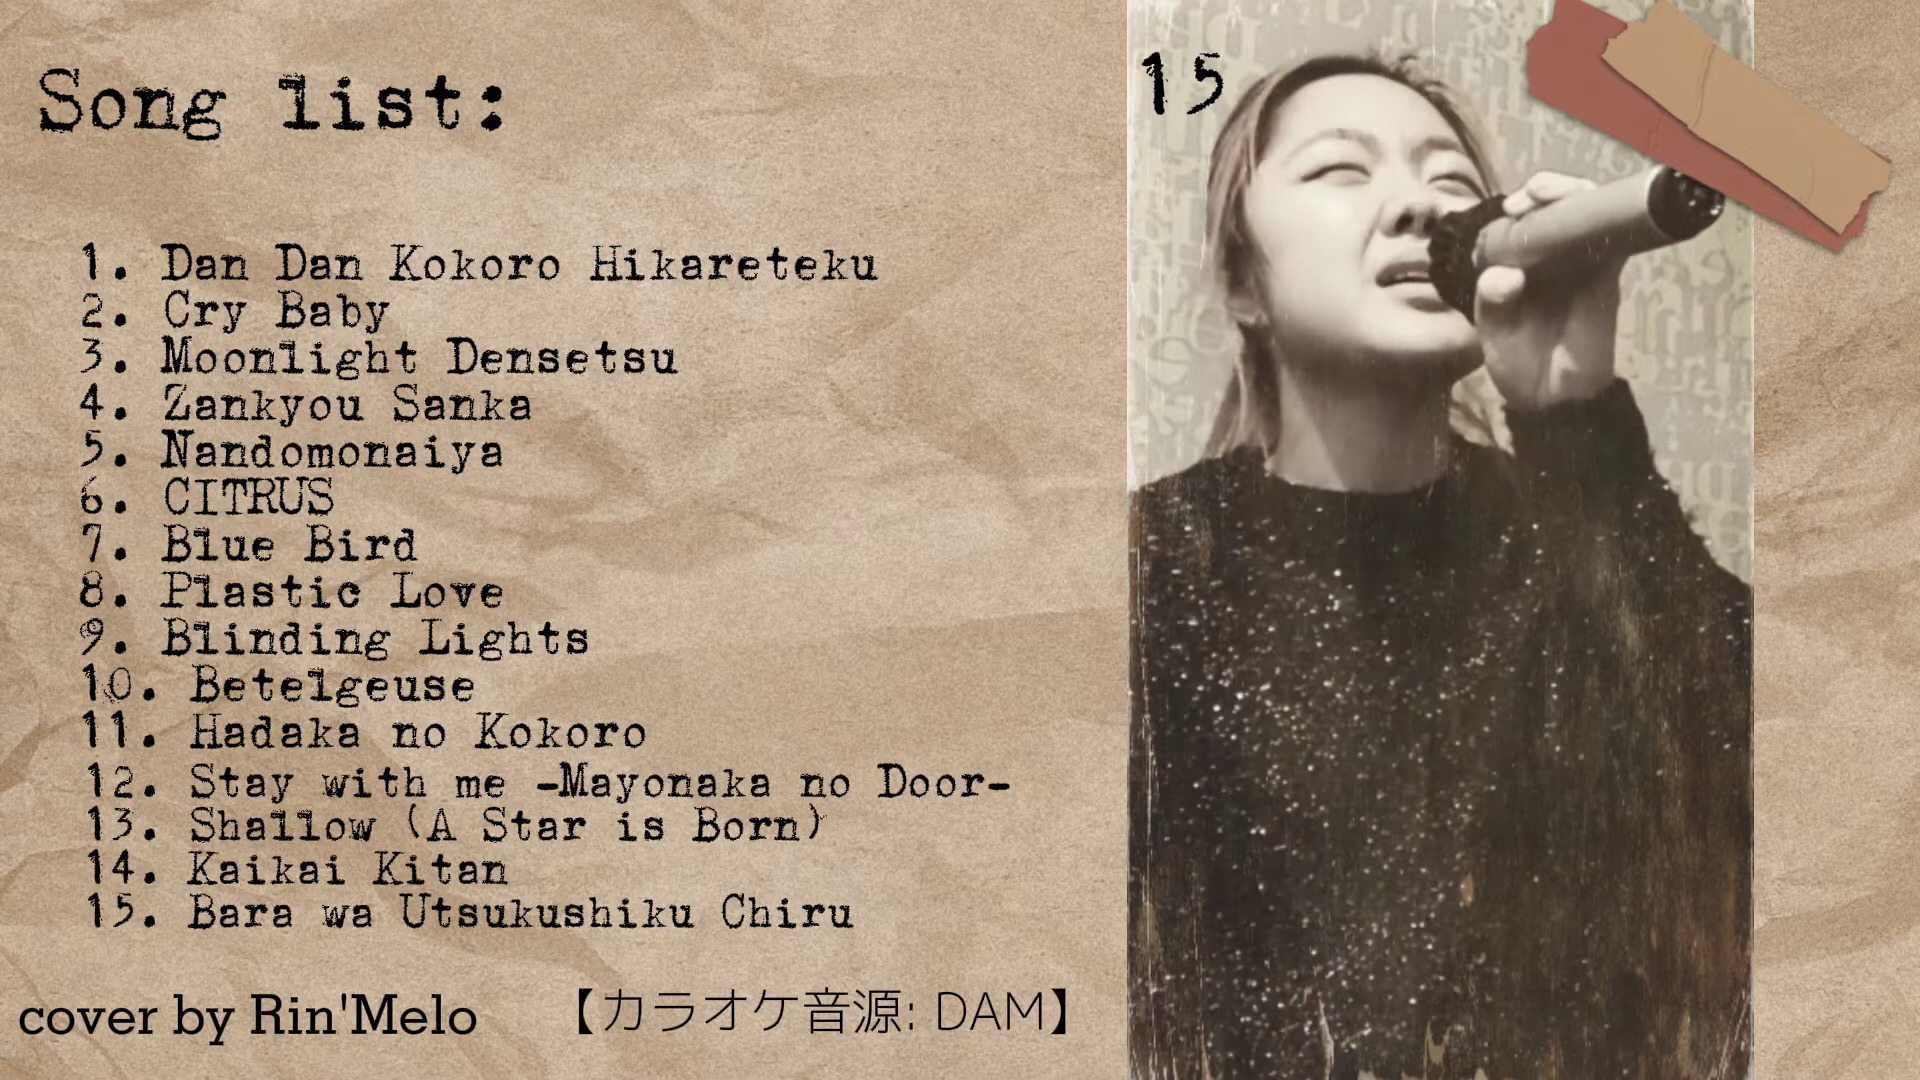 Song list:
1. Dan Dan Kokoro Hikareteku
2. Cry Baby
3. Moonlight Densetsu
4. Zankyou Sanka
5. Nandomonaiya
6. CITRUS
7. Blue Bird
8. Plastic Love
9. Blinding Lights
10. Betelgeuse
11. Hadaka no Kokoro
12. Stay with me -Mayonaka no Door-
13. Shallow (A Star is Born)
14. Kaikai Kitan
15. Bara wa Utsukushiku Chiru
cover by Rin'Melo 【カラオケ音源: DAM】
15